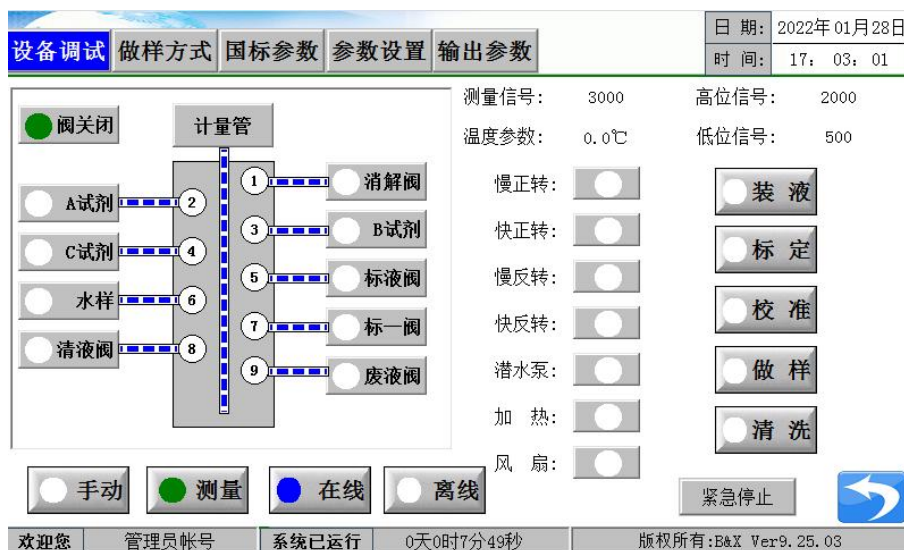 日 期: 2022年01月28日
设备调试 做样方式 国标参数 参数设置 输出参数
时 间: 17: 03: 01
测量信号: 3000 高位信号: 2000
阀关闭 计量管
温度参数: 0.0℃ 低位信号: 500
1 消解阀 慢正转: 装 液
A试剂 2
3 B试剂 快正转:
C试剂 4 标 定
5 标液阀 慢反转:
水样 6
7 标一阀 快反转: 校 准
清液阀 8
9 废液阀 潜水泵: 做 样
加 热: 清 洗
风 扇:
手动 测量 在线 离线 紧急停止
欢迎您 管理员帐号 系统已运行 0天0时7分49秒 版权所有:B&X Ver9.25.03